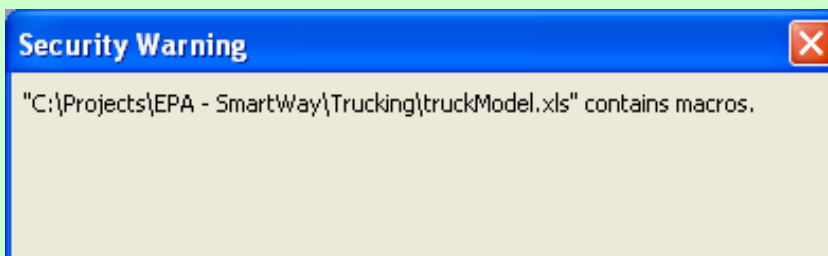 Security Warning
"C:\Projects\EPA - SmartWay\Trucking\truckModel.xls" contains macros.